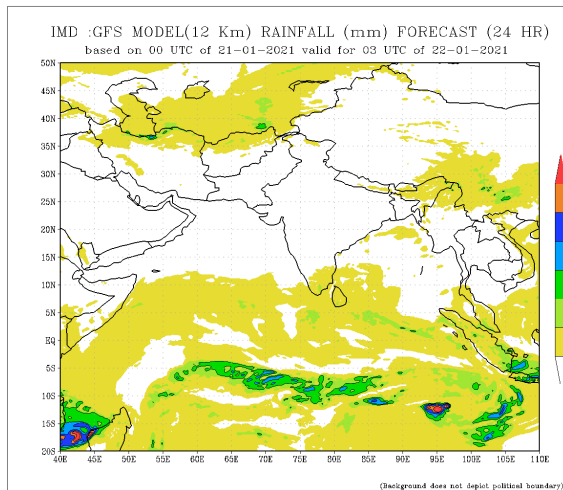 IMD :GFS MODEL(12 Km) RAINFALL (mm) FORECAST (24 HR)
based on 00 UTC of 21-01-2021 valid for 03 UTC of 22-01-2021
50N
45N
40N
35N
30N
25N
20N
15N
10N
5N
EQ
5S
10S
15S
20S
40E 45E 50E 55E 60E 65E 70E 75E 80E 85E 90E 95E 100E 105E 110E
(Background does not depict political boundary)